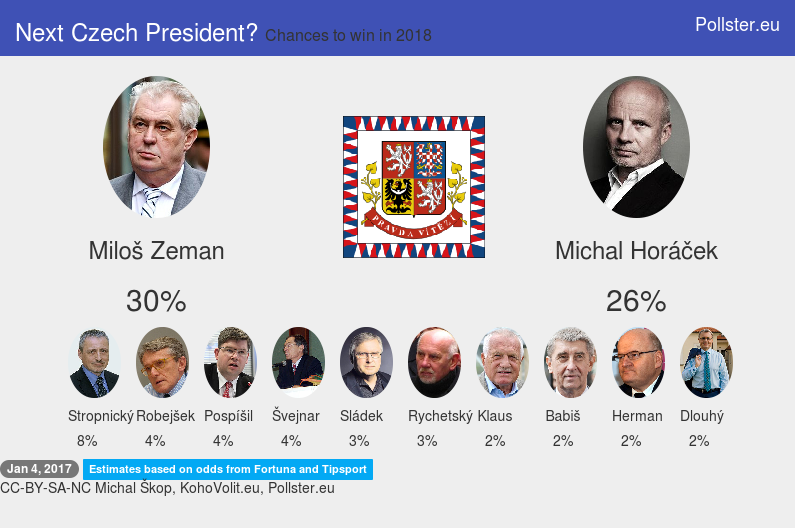 Next Czech President? Chances to win in 2018
Pollster.eu
PRAVDA VÍTĚZÍ
Miloš Zeman
Michal Horáček
30%
26%
Stropnický Robejšek Pospíšil Švejnar Sládek Rychetský Klaus Babiš Herman Dlouhý
8% 4% 4% 4% 3% 3% 2% 2% 2% 2%
Jan 4, 2017 Estimates based on odds from Fortuna and Tipsport
CC-BY-SA-NC Michal Škop, KohoVolit.eu, Pollster.eu